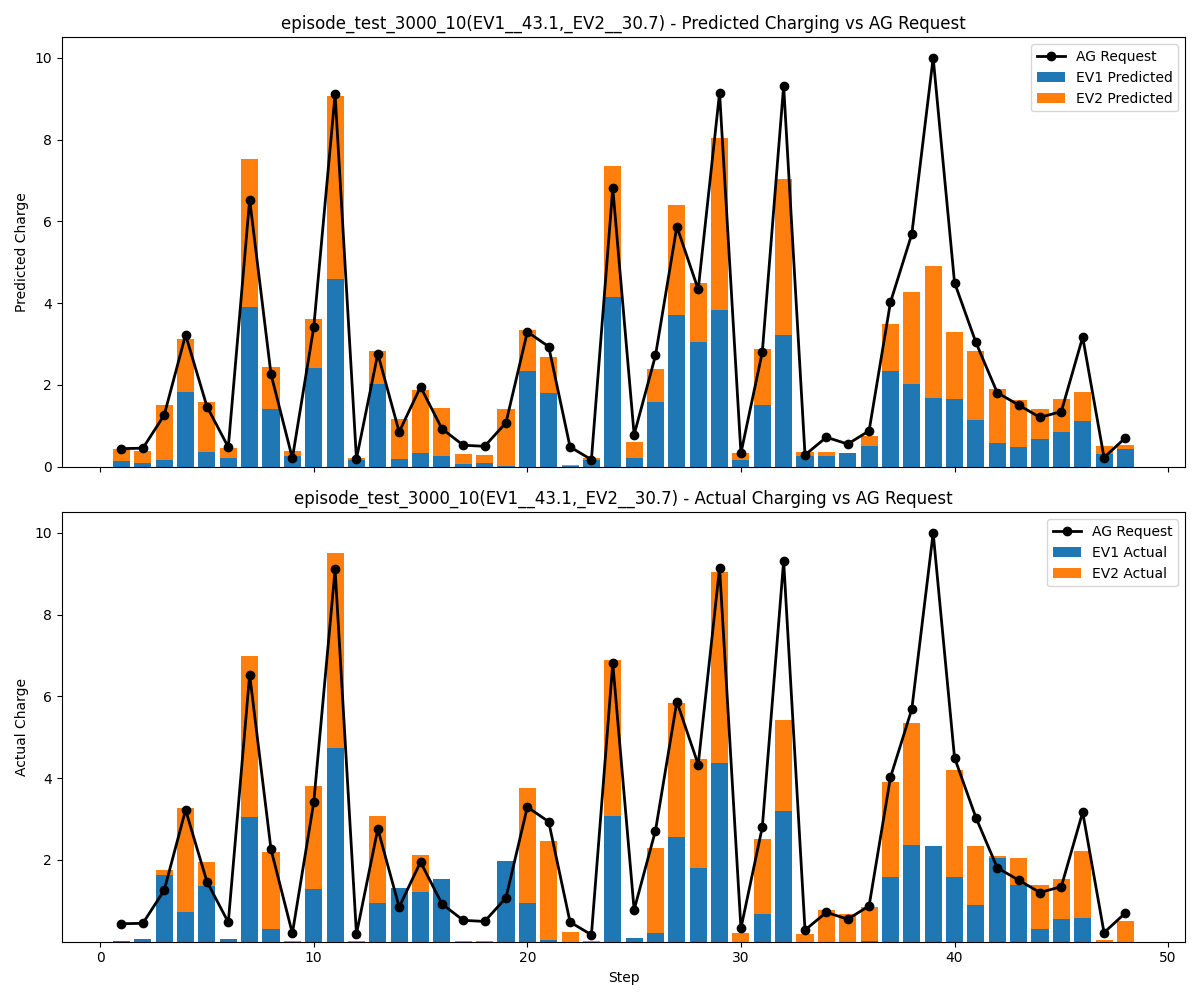 episode_test_3000_10(EV1__43.1,_EV2__30.7) - Predicted Charging vs AG Request
10
8
6
4
2
0
Predicted Charge
AG Request
EV1 Predicted
EV2 Predicted
episode_test_3000_10(EV1__43.1,_EV2__30.7) - Actual Charging vs AG Request
10
8
6
4
2
Actual Charge
AG Request
EV1 Actual
EV2 Actual
0 10 20 30 40 50
Step